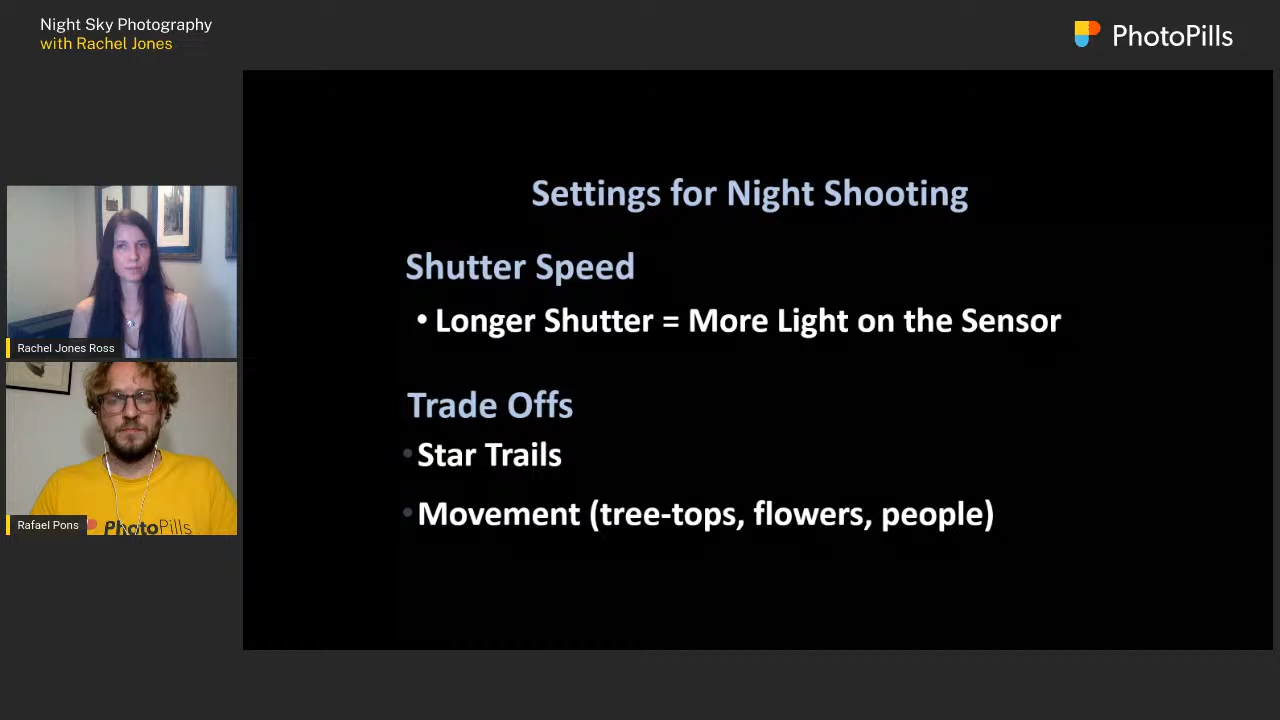 Night Sky Photography
with Rachel Jones
PhotoPills
Settings for Night Shooting
Shutter Speed
• Longer Shutter = More Light on the Sensor
Trade Offs
• Star Trails
• Movement (tree-tops, flowers, people)
Rachel Jones Ross
Rafael Pons
PhotoPills